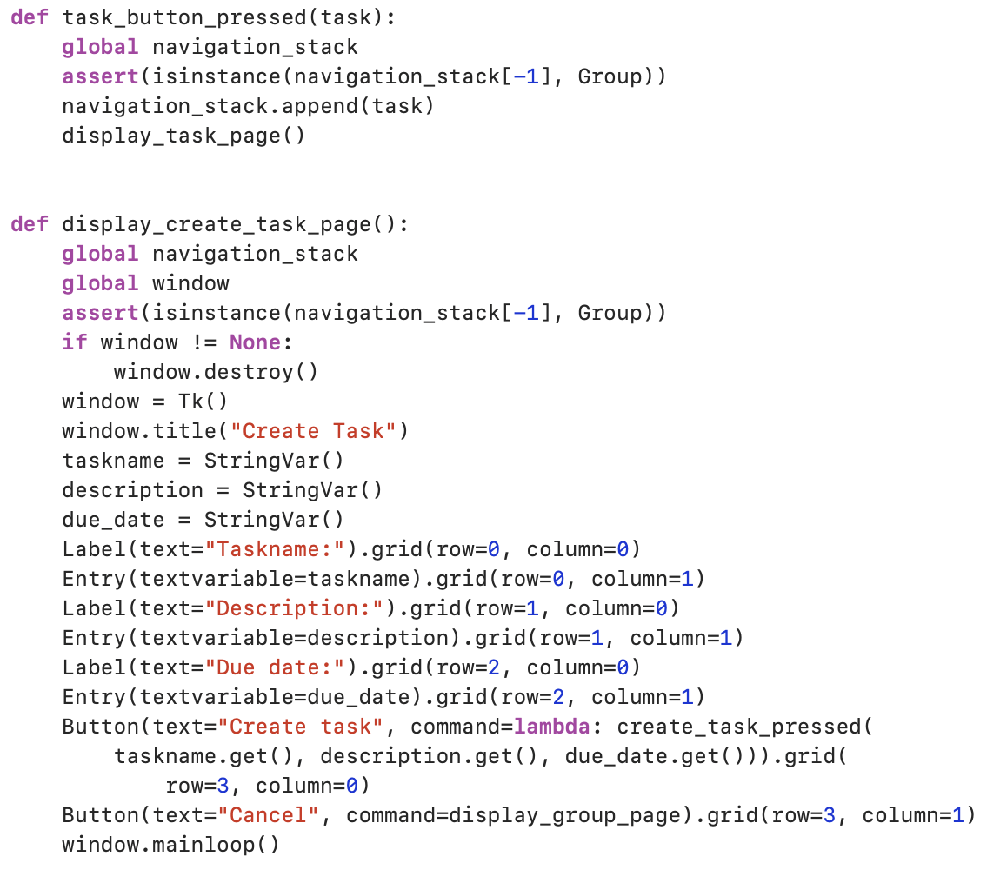 def task_button_pressed(task):
    global navigation_stack
    assert(isinstance(navigation_stack[-1], Group))
    navigation_stack.append(task)
    display_task_page()


def display_create_task_page():
    global navigation_stack
    global window
    assert(isinstance(navigation_stack[-1], Group))
    if window != None:
        window.destroy()
    window = Tk()
    window.title("Create Task")
    taskname = StringVar()
    description = StringVar()
    due_date = StringVar()
    Label(text="Taskname:").grid(row=0, column=0)
    Entry(textvariable=taskname).grid(row=0, column=1)
    Label(text="Description:").grid(row=1, column=0)
    Entry(textvariable=description).grid(row=1, column=1)
    Label(text="Due date:").grid(row=2, column=0)
    Entry(textvariable=due_date).grid(row=2, column=1)
    Button(text="Create task", command=lambda: create_task_pressed(
        taskname.get(), description.get(), due_date.get())).grid(
            row=3, column=0)
    Button(text="Cancel", command=display_group_page).grid(row=3, column=1)
    window.mainloop()